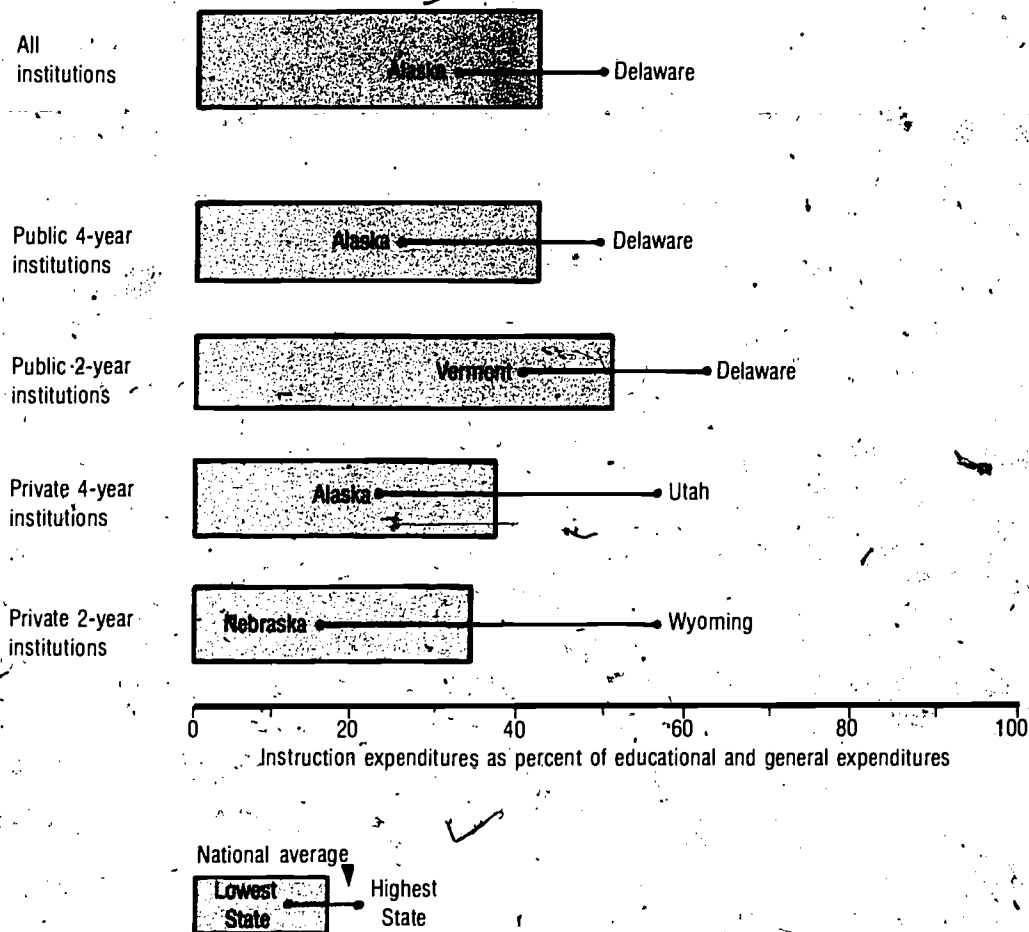 All
institutions
Alaska
Delaware
Public 4-year
institutions
Alaska
Delaware
Public 2-year
institutions
Vermont
Delaware
Private 4-year
institutions
Alaska
Utah
Private 2-year
institutions
Nebraska
Wyoming
0 20 40 60 80 100
Instruction expenditures as percent of educational and general expenditures
National average
Lowest
State
Highest
State